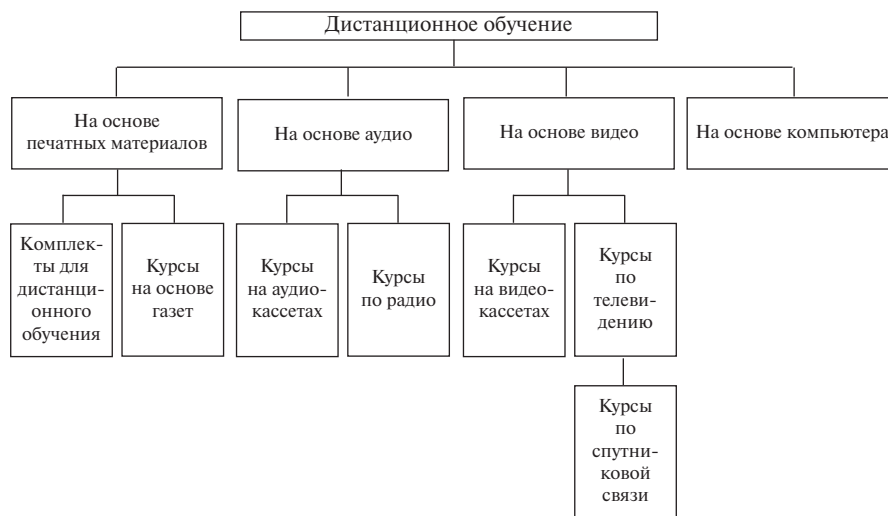 Дистанционное обучение
На основе
печатных материалов
На основе аудио
На основе видео
На основе компьютера
Комплек-
ты для
дистанци-
онного
обучения
Курсы
на основе
газет
Курсы
на аудио-
кассетах
Курсы
по радио
Курсы
на видео-
кассетах
Курсы
по
телеви-
дению
Курсы
по
спутни-
ковой
связи